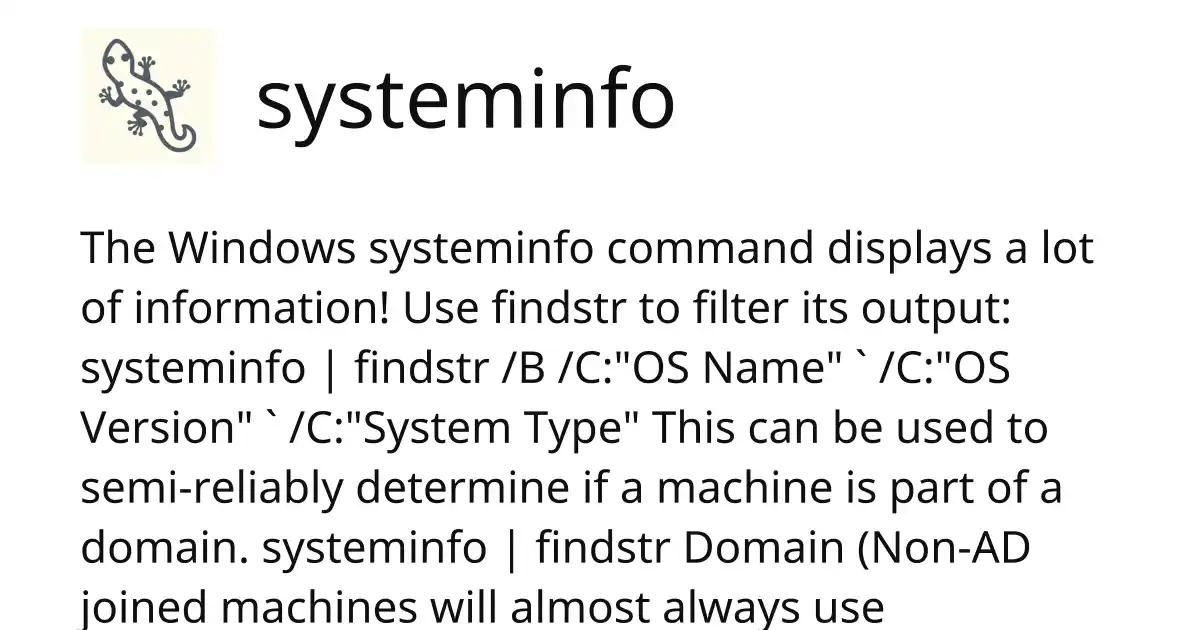 systeminfo
The Windows systeminfo command displays a lot
of information! Use findstr to filter its output:
systeminfo | findstr /B /C:"OS Name" ` /C:"OS
Version" ` /C:"System Type" This can be used to
semi-reliably determine if a machine is part of a
domain. systeminfo | findstr Domain (Non-AD
joined machines will almost always use